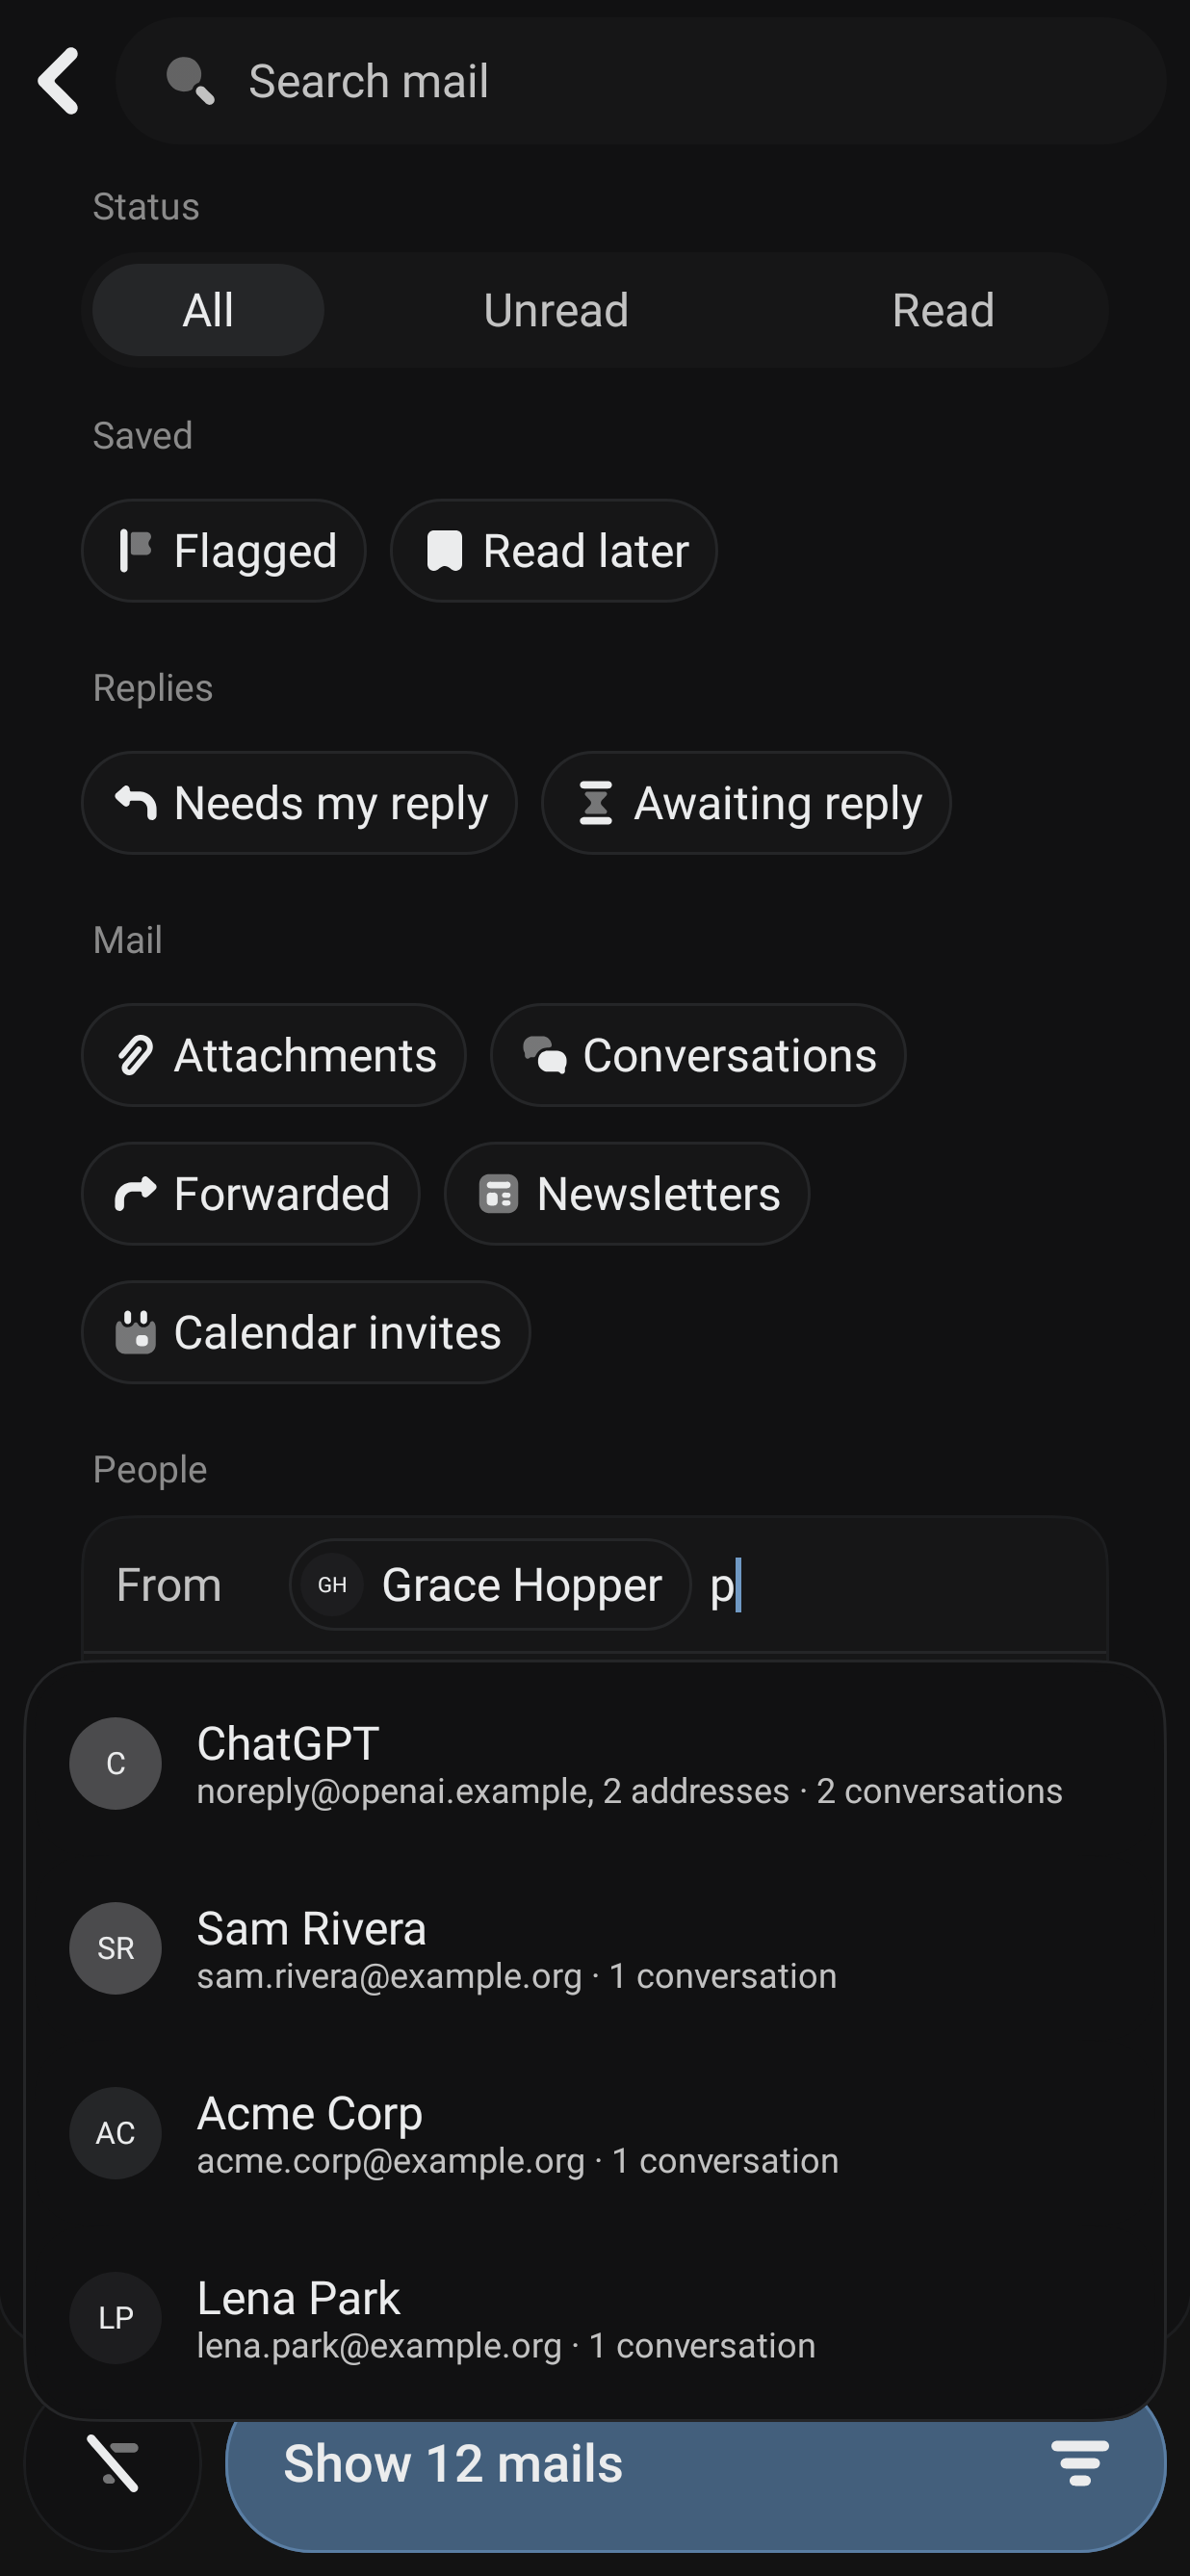 Search mail
Status
All Unread Read
Saved
Flagged Read later
Replies
Needs my reply Awaiting reply
Mail
Attachments Conversations
Forwarded Newsletters
Calendar invites
People
From GH Grace Hopper p
C ChatGPT
noreply@openai.example, 2 addresses · 2 conversations
SR Sam Rivera
sam.rivera@example.org · 1 conversation
AC Acme Corp
acme.corp@example.org · 1 conversation
LP Lena Park
lena.park@example.org · 1 conversation
Show 12 mails